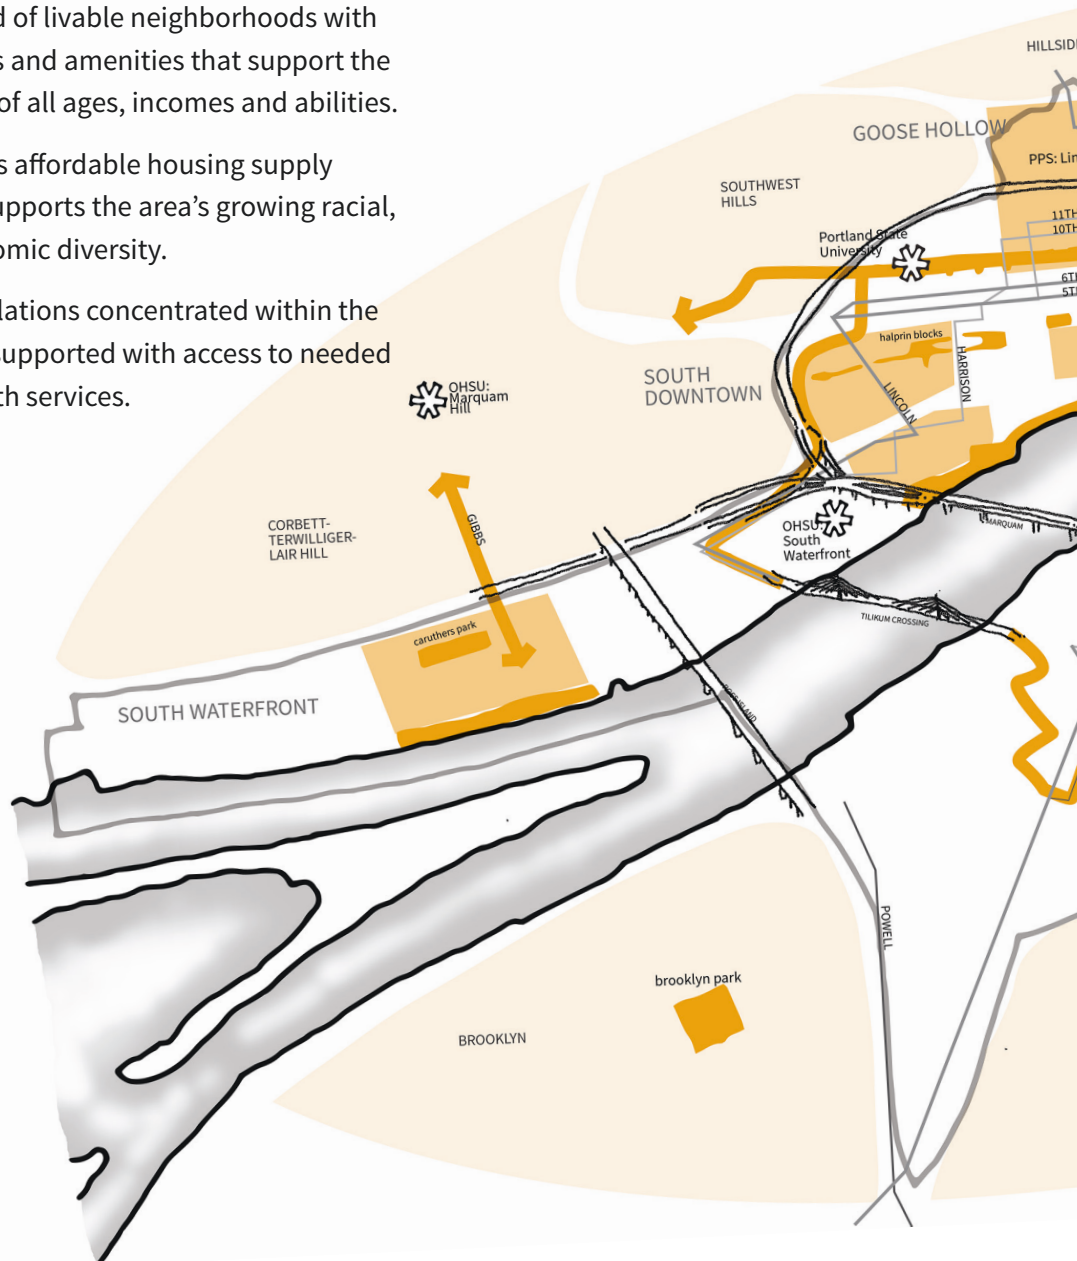 d of livable neighborhoods with
s and amenities that support the
of all ages, incomes and abilities.
s affordable housing supply
upports the area's growing racial,
omic diversity.
lations concentrated within the
supported with access to needed
th services.
HILLSIDE
GOOSE HOLLOW
PPS: Lin
SOUTHWEST
HILLS
11TH
10TH
Portland State
University
6TH
5TH
halprin blocks
HARRISON
LINCOLN
SOUTH
DOWNTOWN
OHSU:
Marquam
Hill
GIBBS
CORBETT-
TERWILLIGER-
LAIR HILL
OHSU:
South
Waterfront
MARQUAM
TILIKUM CROSSING
caruthers park
ROSS ISLAND
SOUTH WATERFRONT
POWELL
brooklyn park
BROOKLYN